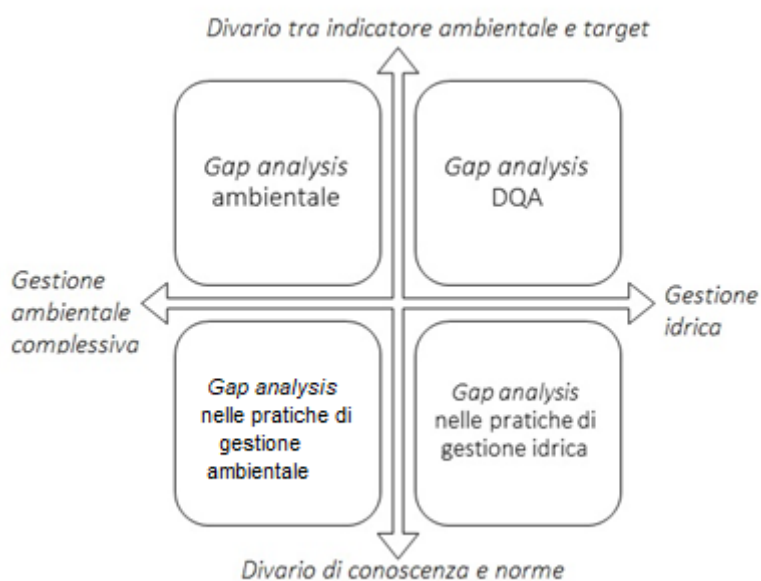 Divario tra indicatore ambientale e target
Gap analysis
ambientale
Gap analysis
DQA
Gestione
ambientale
complessiva
Gestione
idrica
Gap analysis
nelle pratiche di
gestione
ambientale
Gap analysis
nelle pratiche di
gestione idrica
Divario di conoscenza e norme